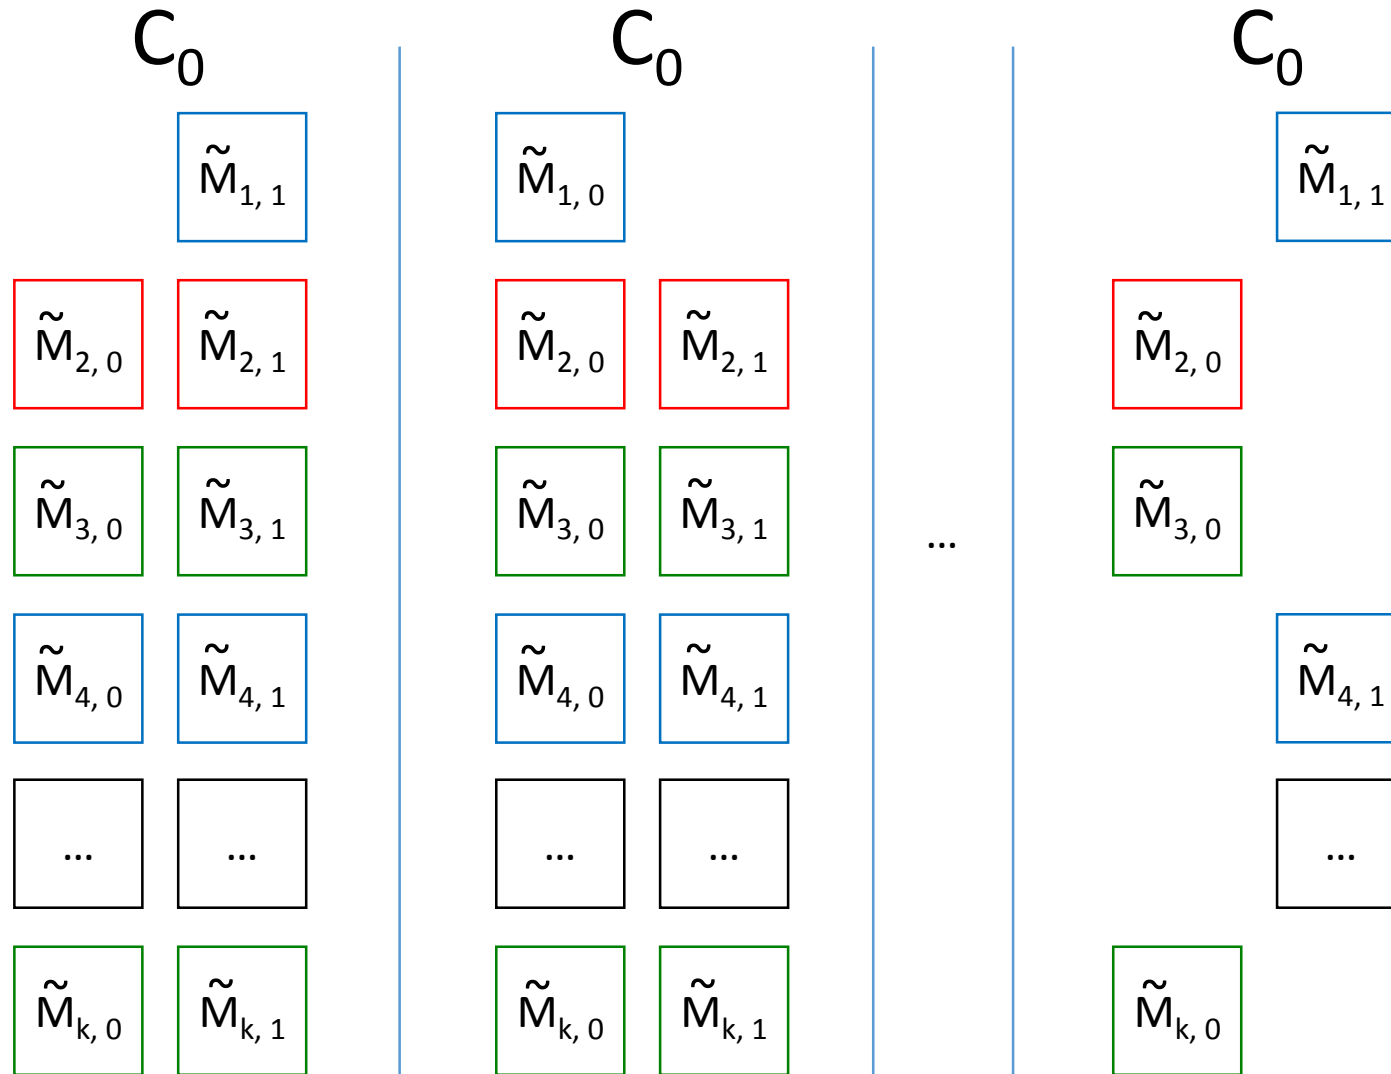 C₀ C₀ C₀
M̃₁,₁ M̃₁,₀ M̃₁,₁
M̃₂,₀ M̃₂,₁ M̃₂,₀ M̃₂,₁ M̃₂,₀
M̃₃,₀ M̃₃,₁ M̃₃,₀ M̃₃,₁ ... M̃₃,₀
M̃₄,₀ M̃₄,₁ M̃₄,₀ M̃₄,₁ M̃₄,₁
... ... ... ... ...
M̃ₖ,₀ M̃ₖ,₁ M̃ₖ,₀ M̃ₖ,₁ M̃ₖ,₀